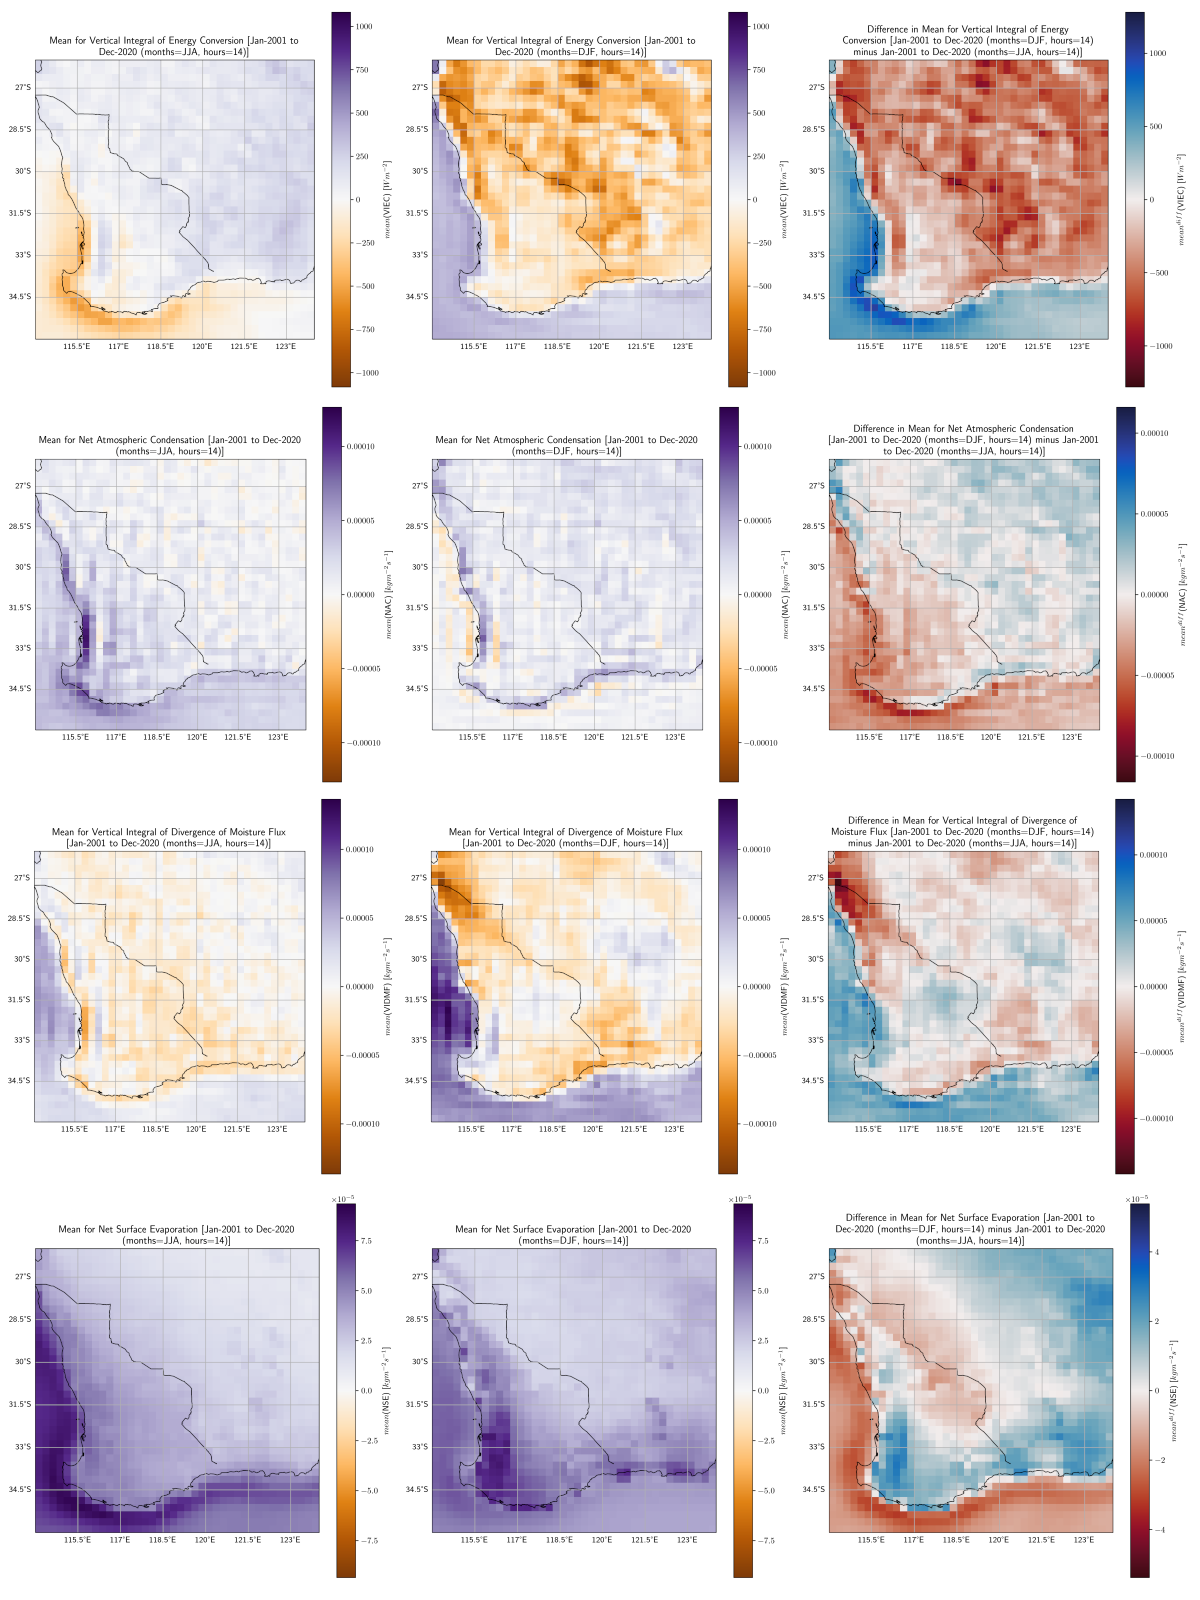 Mean for Vertical Integral of Energy Conversion [Jan-2001 to
Dec-2020 (months=JJA, hours=14)]
27°S
28.5°S
30°S
31.5°S
33°S
34.5°S
115.5°E 117°E 118.5°E 120°E 121.5°E 123°E
1000
750
500
250
0
−250
−500
−750
−1000
mean(VIEC) [Wm⁻²]
Mean for Vertical Integral of Energy Conversion [Jan-2001 to
Dec-2020 (months=DJF, hours=14)]
27°S
28.5°S
30°S
31.5°S
33°S
34.5°S
115.5°E 117°E 118.5°E 120°E 121.5°E 123°E
1000
750
500
250
0
−250
−500
−750
−1000
mean(VIEC) [Wm⁻²]
Difference in Mean for Vertical Integral of Energy
Conversion [Jan-2001 to Dec-2020 (months=DJF, hours=14)
minus Jan-2001 to Dec-2020 (months=JJA, hours=14)]
27°S
28.5°S
30°S
31.5°S
33°S
34.5°S
115.5°E 117°E 118.5°E 120°E 121.5°E 123°E
1000
500
0
−500
−1000
mean^diff(VIEC) [Wm⁻²]
Mean for Net Atmospheric Condensation [Jan-2001 to Dec-2020
(months=JJA, hours=14)]
27°S
28.5°S
30°S
31.5°S
33°S
34.5°S
115.5°E 117°E 118.5°E 120°E 121.5°E 123°E
0.00010
0.00005
0.00000
−0.00005
−0.00010
mean(NAC) [kgm⁻²s⁻¹]
Mean for Net Atmospheric Condensation [Jan-2001 to Dec-2020
(months=DJF, hours=14)]
27°S
28.5°S
30°S
31.5°S
33°S
34.5°S
115.5°E 117°E 118.5°E 120°E 121.5°E 123°E
0.00010
0.00005
0.00000
−0.00005
−0.00010
mean(NAC) [kgm⁻²s⁻¹]
Difference in Mean for Net Atmospheric Condensation
[Jan-2001 to Dec-2020 (months=DJF, hours=14) minus Jan-2001
to Dec-2020 (months=JJA, hours=14)]
27°S
28.5°S
30°S
31.5°S
33°S
34.5°S
115.5°E 117°E 118.5°E 120°E 121.5°E 123°E
0.00010
0.00005
0.00000
−0.00005
−0.00010
mean^diff(NAC) [kgm⁻²s⁻¹]
Mean for Vertical Integral of Divergence of Moisture Flux
[Jan-2001 to Dec-2020 (months=JJA, hours=14)]
27°S
28.5°S
30°S
31.5°S
33°S
34.5°S
115.5°E 117°E 118.5°E 120°E 121.5°E 123°E
0.00010
0.00005
0.00000
−0.00005
−0.00010
mean(VIDMF) [kgm⁻²s⁻¹]
Mean for Vertical Integral of Divergence of Moisture Flux
[Jan-2001 to Dec-2020 (months=DJF, hours=14)]
27°S
28.5°S
30°S
31.5°S
33°S
34.5°S
115.5°E 117°E 118.5°E 120°E 121.5°E 123°E
0.00010
0.00005
0.00000
−0.00005
−0.00010
mean(VIDMF) [kgm⁻²s⁻¹]
Difference in Mean for Vertical Integral of Divergence of
Moisture Flux [Jan-2001 to Dec-2020 (months=DJF, hours=14)
minus Jan-2001 to Dec-2020 (months=JJA, hours=14)]
27°S
28.5°S
30°S
31.5°S
33°S
34.5°S
115.5°E 117°E 118.5°E 120°E 121.5°E 123°E
0.00010
0.00005
0.00000
−0.00005
−0.00010
mean^diff(VIDMF) [kgm⁻²s⁻¹]
Mean for Net Surface Evaporation [Jan-2001 to Dec-2020
(months=JJA, hours=14)]
27°S
28.5°S
30°S
31.5°S
33°S
34.5°S
115.5°E 117°E 118.5°E 120°E 121.5°E 123°E
×10⁻⁵
7.5
5.0
2.5
0.0
−2.5
−5.0
−7.5
mean(NSE) [kgm⁻²s⁻¹]
Mean for Net Surface Evaporation [Jan-2001 to Dec-2020
(months=DJF, hours=14)]
27°S
28.5°S
30°S
31.5°S
33°S
34.5°S
115.5°E 117°E 118.5°E 120°E 121.5°E 123°E
×10⁻⁵
7.5
5.0
2.5
0.0
−2.5
−5.0
−7.5
mean(NSE) [kgm⁻²s⁻¹]
Difference in Mean for Net Surface Evaporation [Jan-2001 to
Dec-2020 (months=DJF, hours=14) minus Jan-2001 to Dec-2020
(months=JJA, hours=14)]
27°S
28.5°S
30°S
31.5°S
33°S
34.5°S
115.5°E 117°E 118.5°E 120°E 121.5°E 123°E
×10⁻⁵
4
2
0
−2
−4
mean^diff(NSE) [kgm⁻²s⁻¹]